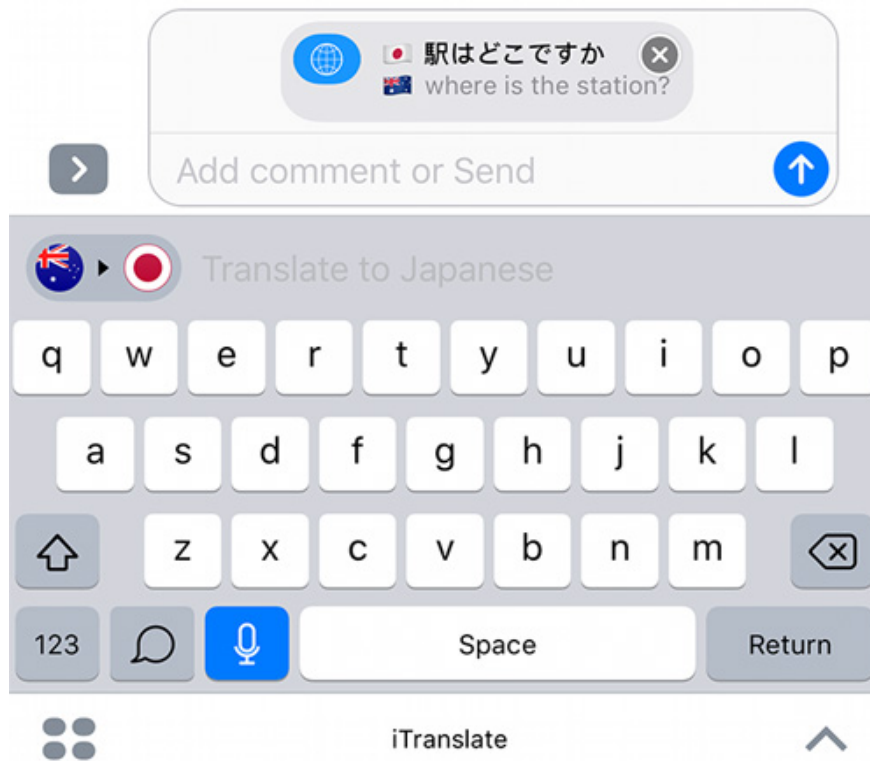 駅はどこですか
where is the station?
Add comment or Send
Translate to Japanese
q w e r t y u i o p
a s d f g h j k l
z x c v b n m
123 Space Return
iTranslate